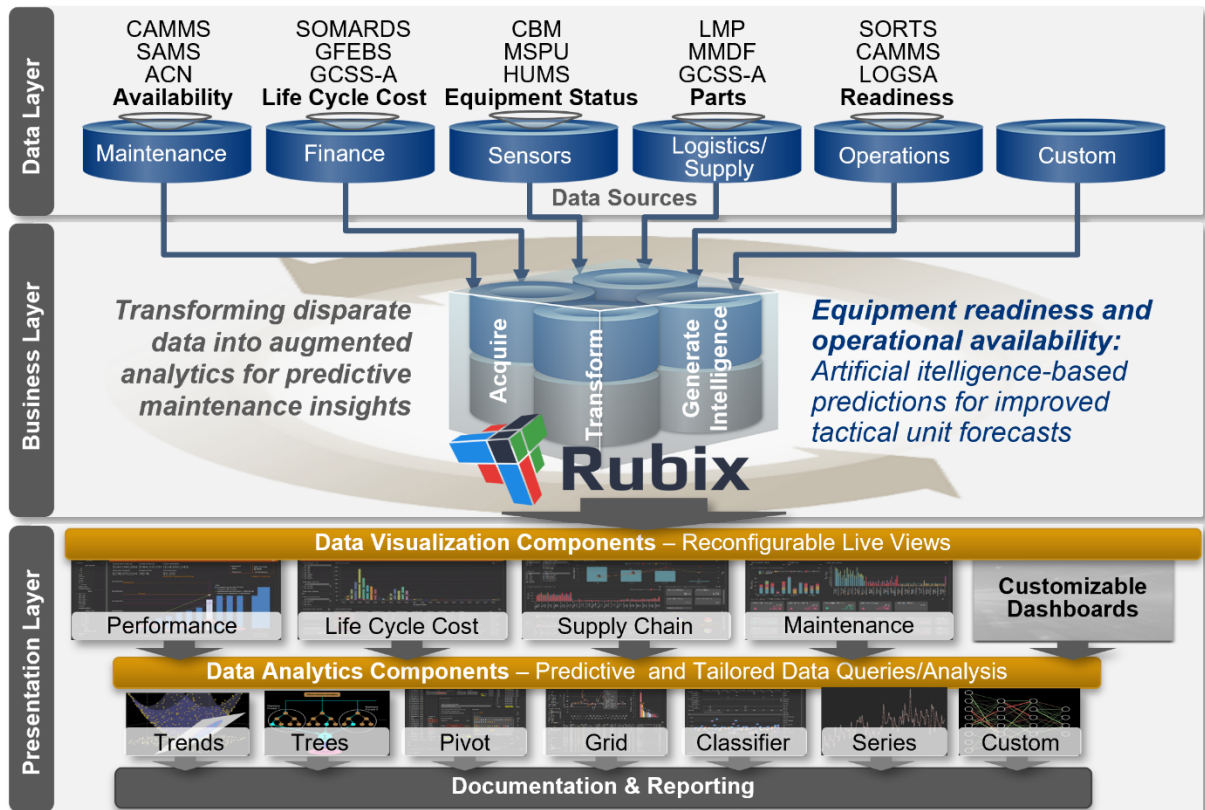 Data Layer
CAMMS
SAMS
ACN
Availability
SOMARDS
GFEBS
GCSS-A
Life Cycle Cost
CBM
MSPU
HUMS
Equipment Status
LMP
MMDF
GCSS-A
Parts
SORTS
CAMMS
LOGSA
Readiness
Maintenance
Finance
Sensors
Logistics/
Supply
Operations
Custom
Data Sources
Business Layer
Transforming disparate
data into augmented
analytics for predictive
maintenance insights
Acquire
Transform
Generate
Intelligence
Equipment readiness and
operational availability:
Artificial itelligence-based
predictions for improved
tactical unit forecasts
Rubix
Presentation Layer
Data Visualization Components – Reconfigurable Live Views
Performance
Life Cycle Cost
Supply Chain
Maintenance
Customizable
Dashboards
Data Analytics Components – Predictive and Tailored Data Queries/Analysis
Trends
Trees
Pivot
Grid
Classifier
Series
Custom
Documentation & Reporting